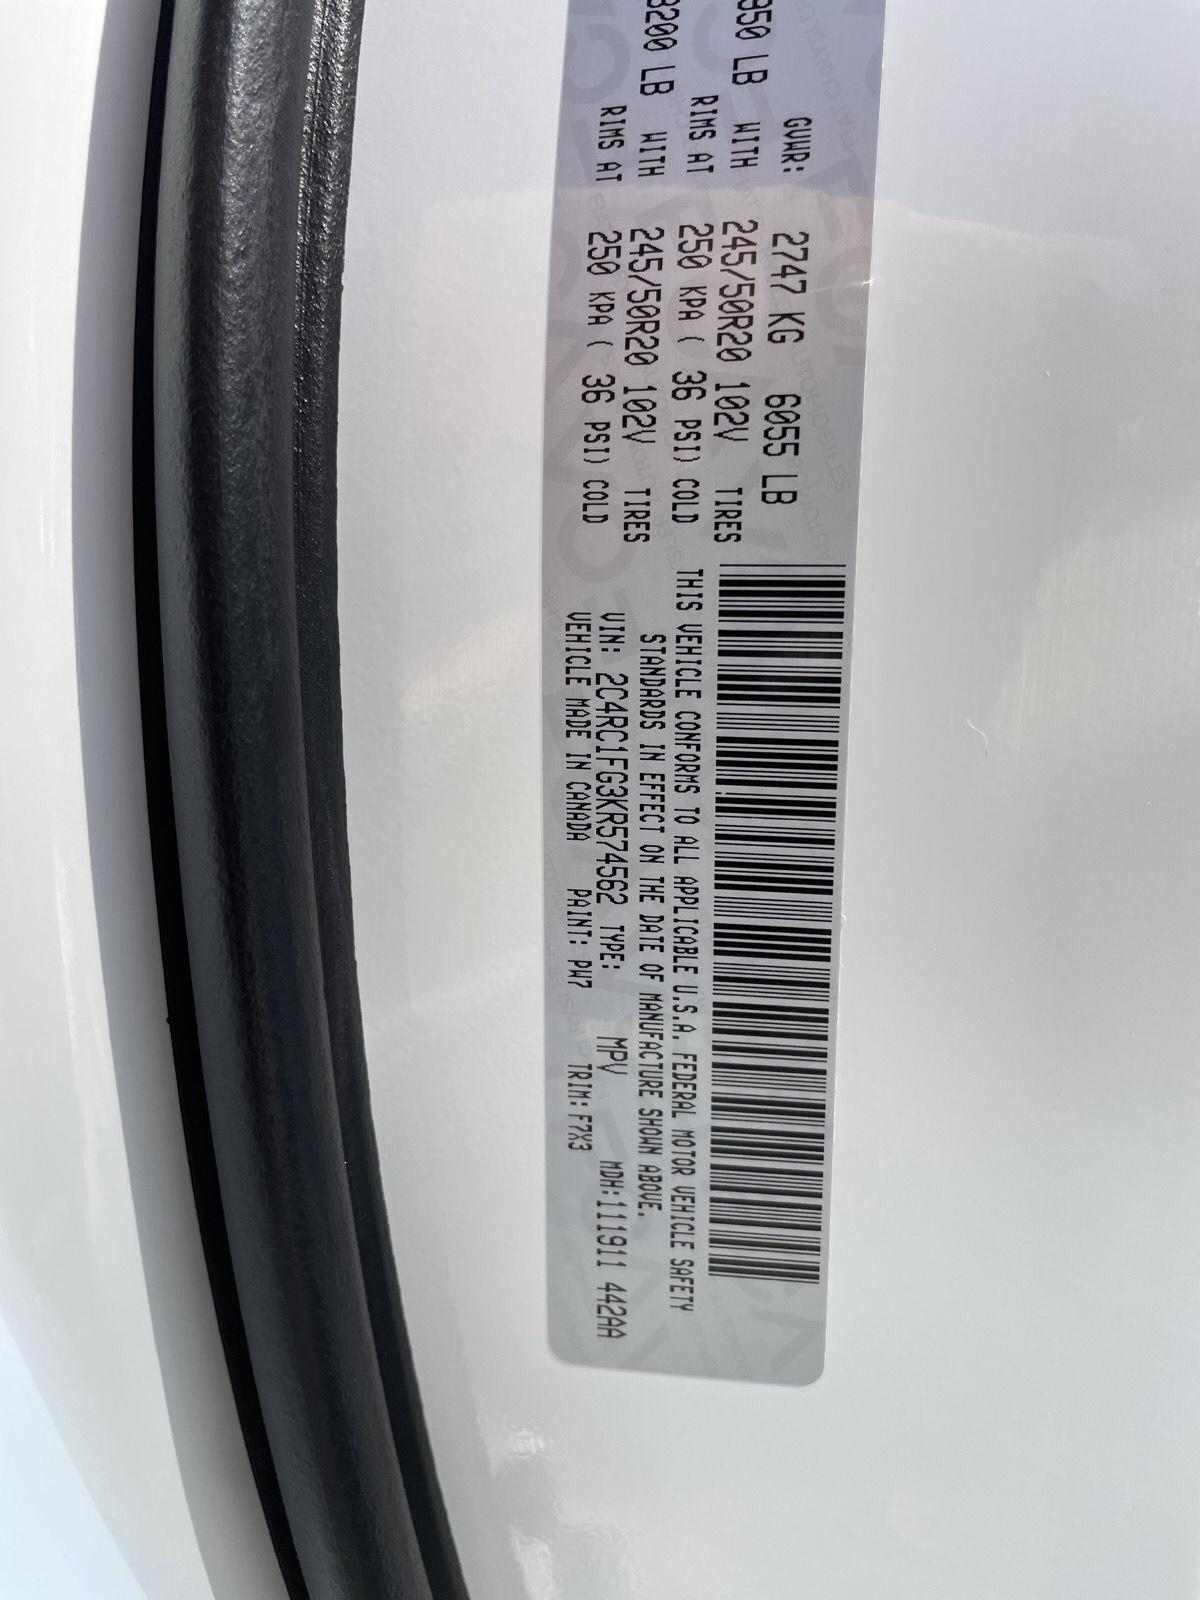 GVWR: 2747 KG 6055 LB
LB WITH 245/50R20 102V TIRES
RIMS AT 250 KPA ( 36 PSI) COLD
LB WITH 245/50R20 102V TIRES
RIMS AT 250 KPA ( 36 PSI) COLD
THIS VEHICLE CONFORMS TO ALL APPLICABLE U.S.A. FEDERAL MOTOR VEHICLE SAFETY
STANDARDS IN EFFECT ON THE DATE OF MANUFACTURE SHOWN ABOVE.
VIN: 2C4RC1FG3KR574562 TYPE: MPV MDH:111911 442AA
VEHICLE MADE IN CANADA PAINT: PW7 TRIM: F7X3